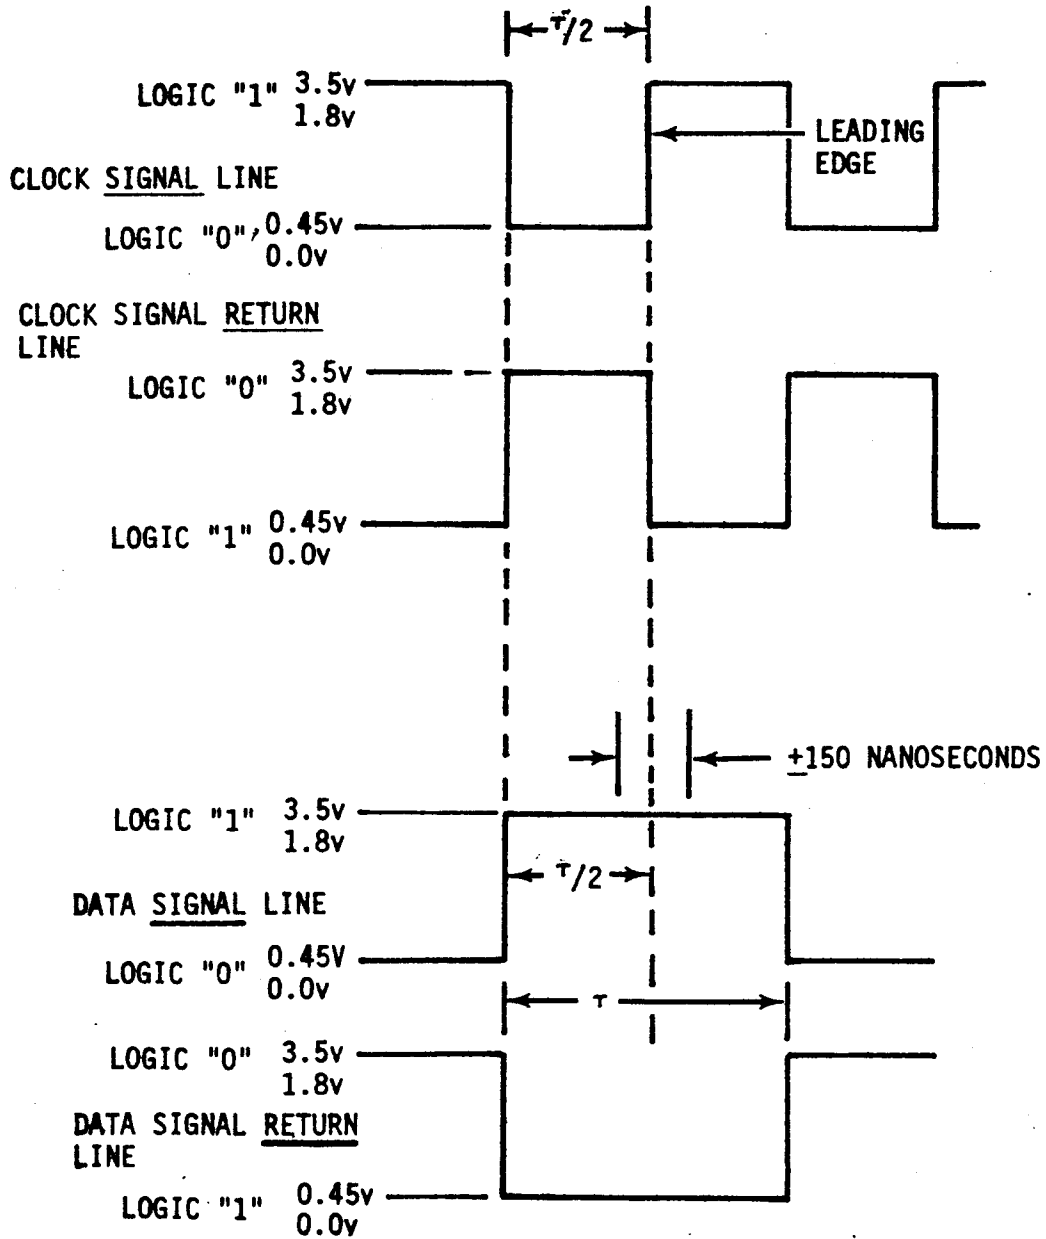 τ/2
LOGIC "1" 3.5v
1.8v
LEADING
EDGE
CLOCK SIGNAL LINE
LOGIC "0" 0.45v
0.0v
CLOCK SIGNAL RETURN
LINE
LOGIC "0" 3.5v
1.8v
LOGIC "1" 0.45v
0.0v
±150 NANOSECONDS
LOGIC "1" 3.5v
1.8v
τ/2
DATA SIGNAL LINE
LOGIC "0" 0.45V
0.0v
τ
LOGIC "0" 3.5v
1.8v
DATA SIGNAL RETURN
LINE
LOGIC "1" 0.45v
0.0v